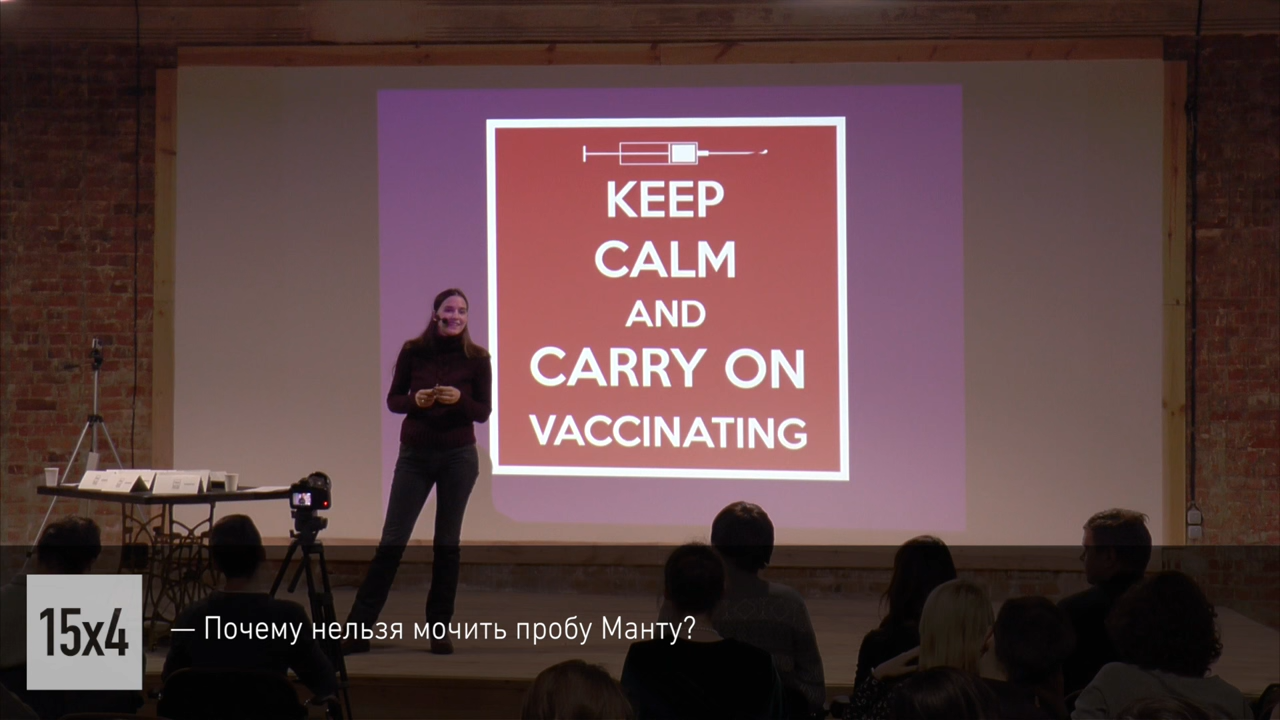 KEEP
CALM
AND
CARRY ON
VACCINATING
15x4
— Почему нельзя мочить пробу Манту?